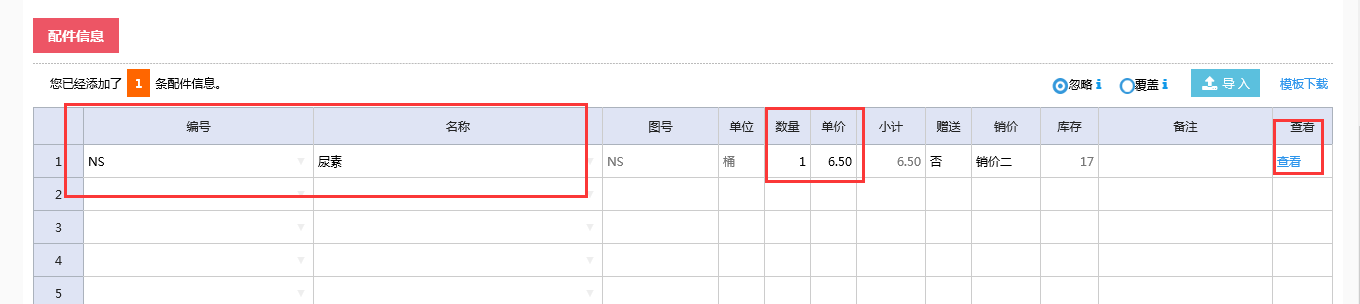 配件信息
您已经添加了 1 条配件信息。 忽略 覆盖 导入 模板下载
编号 名称 图号 单位 数量 单价 小计 赠送 销价 库存 备注 查看
1 NS 尿素 NS 桶 1 6.50 6.50 否 销价二 17 查看
2
3
4
5